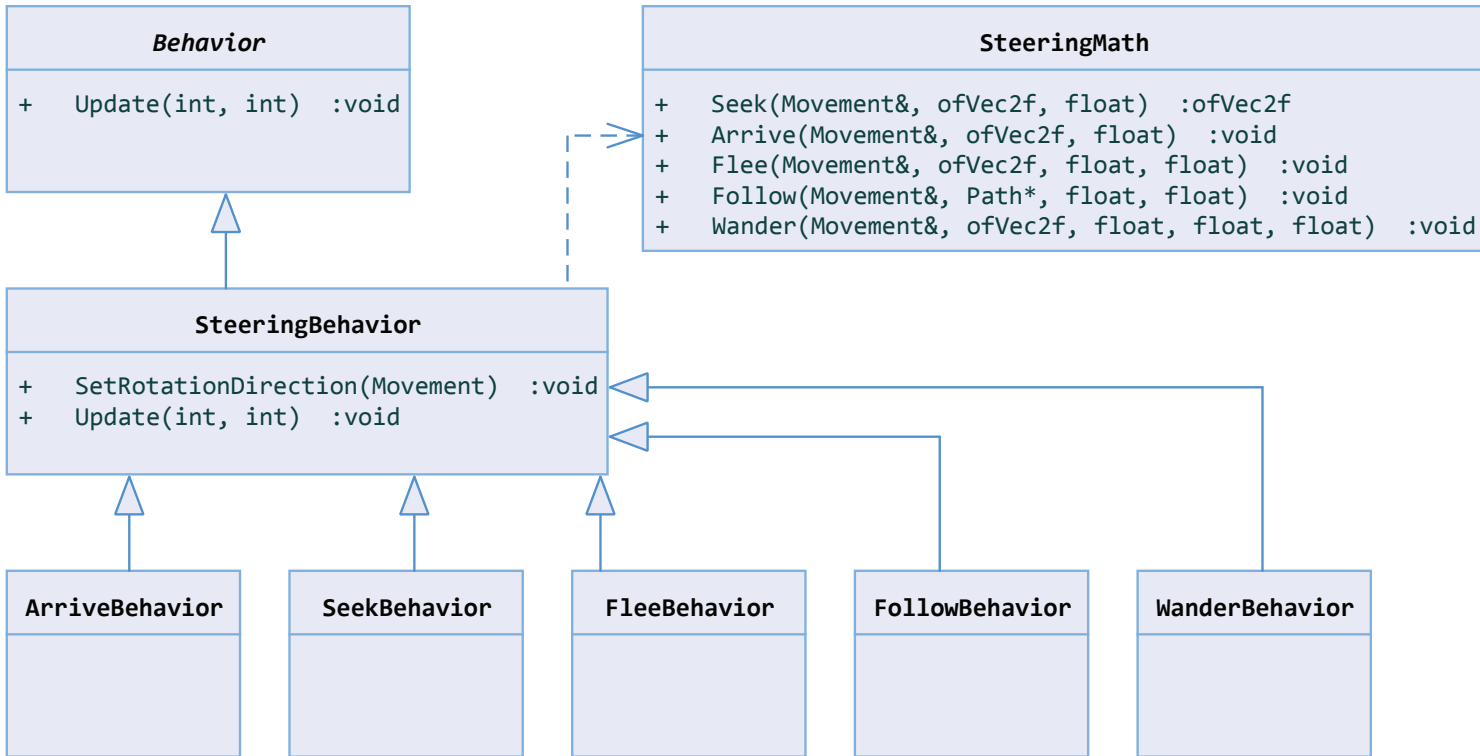 Behavior
+ Update(int, int) :void
SteeringMath
+ Seek(Movement&, ofVec2f, float) :ofVec2f
+ Arrive(Movement&, ofVec2f, float) :void
+ Flee(Movement&, ofVec2f, float, float) :void
+ Follow(Movement&, Path*, float, float) :void
+ Wander(Movement&, ofVec2f, float, float, float) :void
SteeringBehavior
+ SetRotationDirection(Movement) :void
+ Update(int, int) :void
ArriveBehavior
SeekBehavior
FleeBehavior
FollowBehavior
WanderBehavior